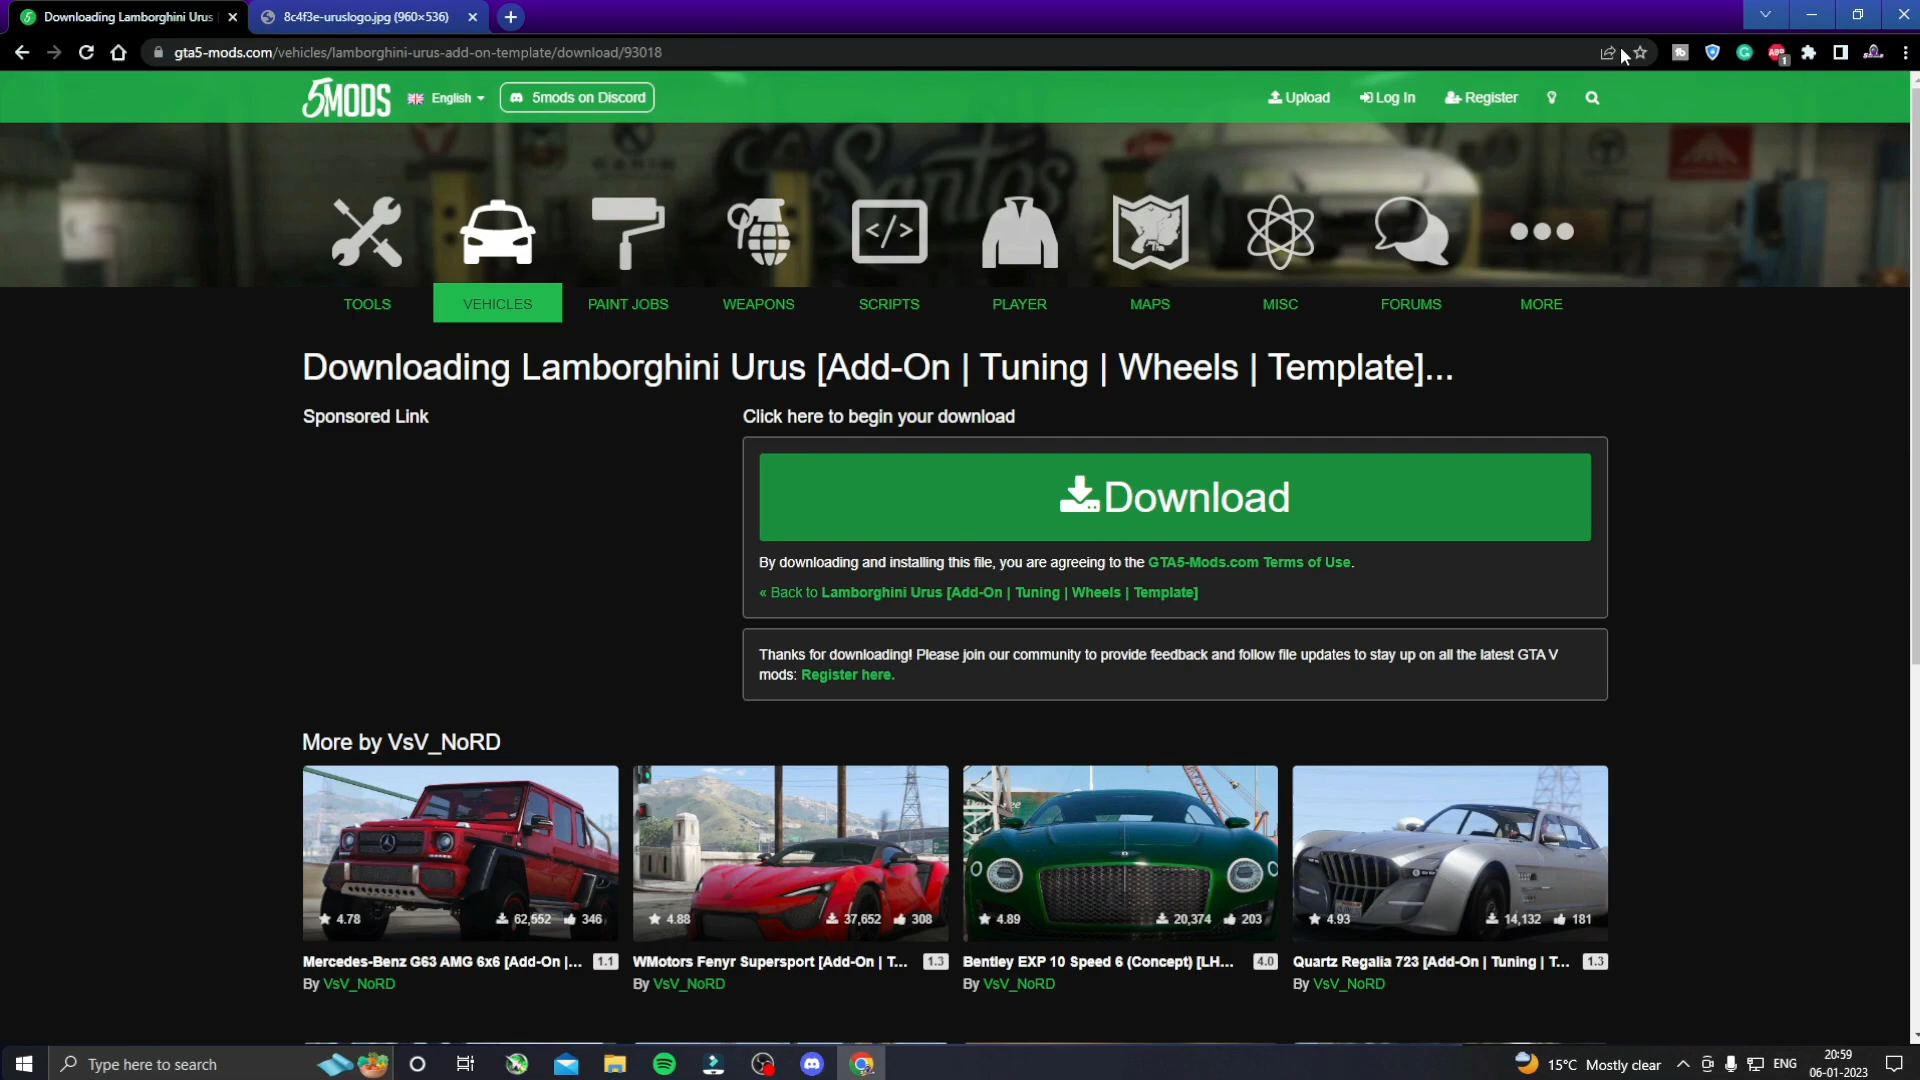 Downloading Lamborghini Urus
8c4f3e-uruslogo.jpg (960×536)
gta5-mods.com/vehicles/lamborghini-urus-add-on-template/download/93018
5MODS
English
5mods on Discord
Upload
Log In
Register
TOOLS
VEHICLES
PAINT JOBS
WEAPONS
SCRIPTS
PLAYER
MAPS
MISC
FORUMS
MORE
Downloading Lamborghini Urus [Add-On | Tuning | Wheels | Template]...
Sponsored Link
Click here to begin your download
Download
By downloading and installing this file, you are agreeing to the GTA5-Mods.com Terms of Use.
« Back to Lamborghini Urus [Add-On | Tuning | Wheels | Template]
Thanks for downloading! Please join our community to provide feedback and follow file updates to stay up on all the latest GTA V
mods: Register here.
More by VsV_NoRD
4.78 62,552 346
4.88 37,652 308
4.89 20,374 203
4.93 14,132 181
Mercedes-Benz G63 AMG 6x6 [Add-On |... 1.1
WMotors Fenyr Supersport [Add-On | T... 1.3
Bentley EXP 10 Speed 6 (Concept) [LH... 4.0
Quartz Regalia 723 [Add-On | Tuning | T... 1.3
By VsV_NoRD
By VsV_NoRD
By VsV_NoRD
By VsV_NoRD
Type here to search
15°C Mostly clear
ENG
20:59
06-01-2023